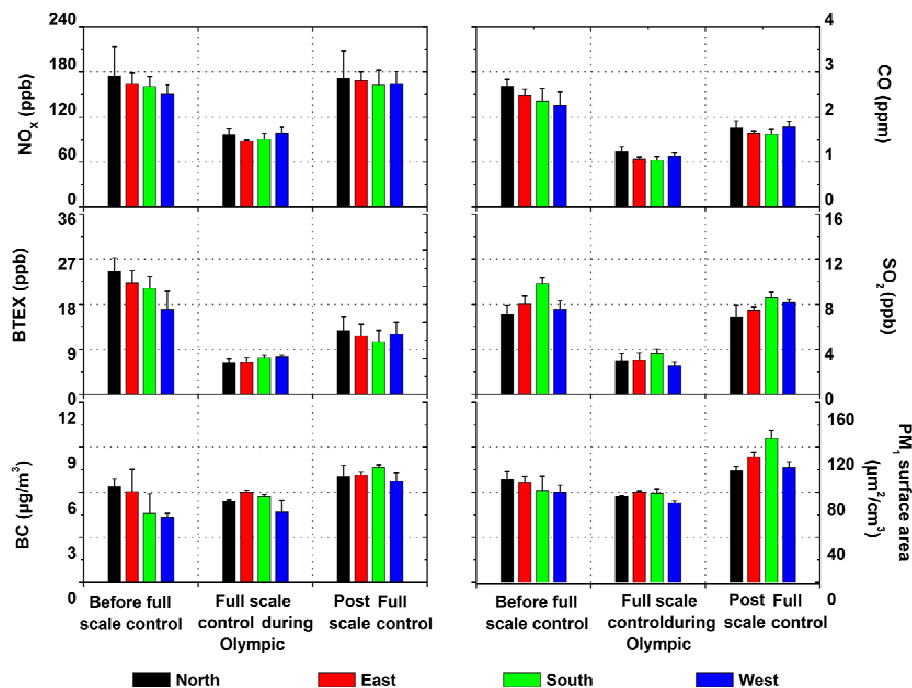 240
180
120
60
0
NOX (ppb)
4
3
2
1
0
CO (ppm)
36
27
18
9
0
BTEX (ppb)
16
12
8
4
0
SO2 (ppb)
12
9
6
3
0
BC (µg/m3)
160
120
80
40
0
PM1 surface area
(µm2/cm3)
Before full
scale control
Full scale
control during
Olympic
Post Full
scale control
Before full
scale control
Full scale
controlduring
Olympic
Post Full
scale control
North
East
South
West